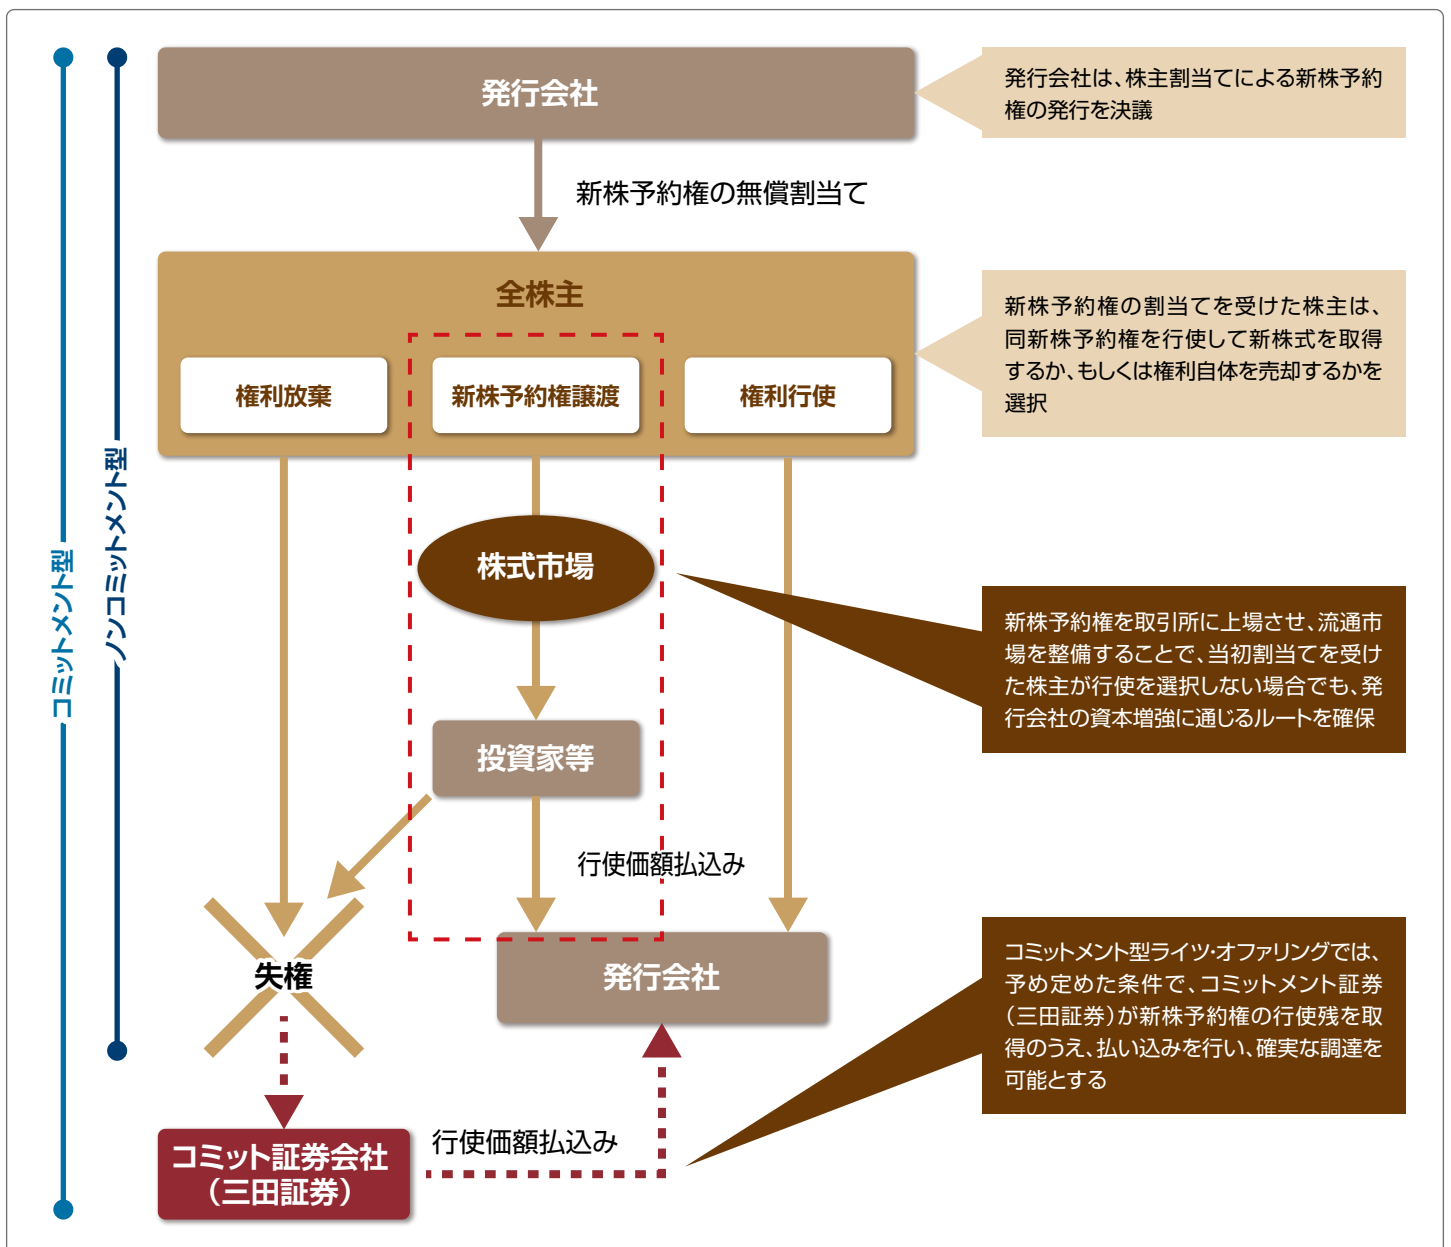 発行会社
発行会社は、株主割当てによる新株予約
権の発行を決議
新株予約権の無償割当て
全株主
権利放棄
新株予約権譲渡
権利行使
新株予約権の割当てを受けた株主は、
同新株予約権を行使して新株式を取得
するか、もしくは権利自体を売却するかを
選択
コミットメント型
ノンコミットメント型
株式市場
新株予約権を取引所に上場させ、流通市
場を整備することで、当初割当てを受け
た株主が行使を選択しない場合でも、発
行会社の資本増強に通じるルートを確保
投資家等
行使価額払込み
失権
発行会社
コミットメント型ライツ・オファリングでは、
予め定めた条件で、コミットメント証券
（三田証券）が新株予約権の行使残を取
得のうえ、払い込みを行い、確実な調達を
可能とする
コミット証券会社
（三田証券）
行使価額払込み